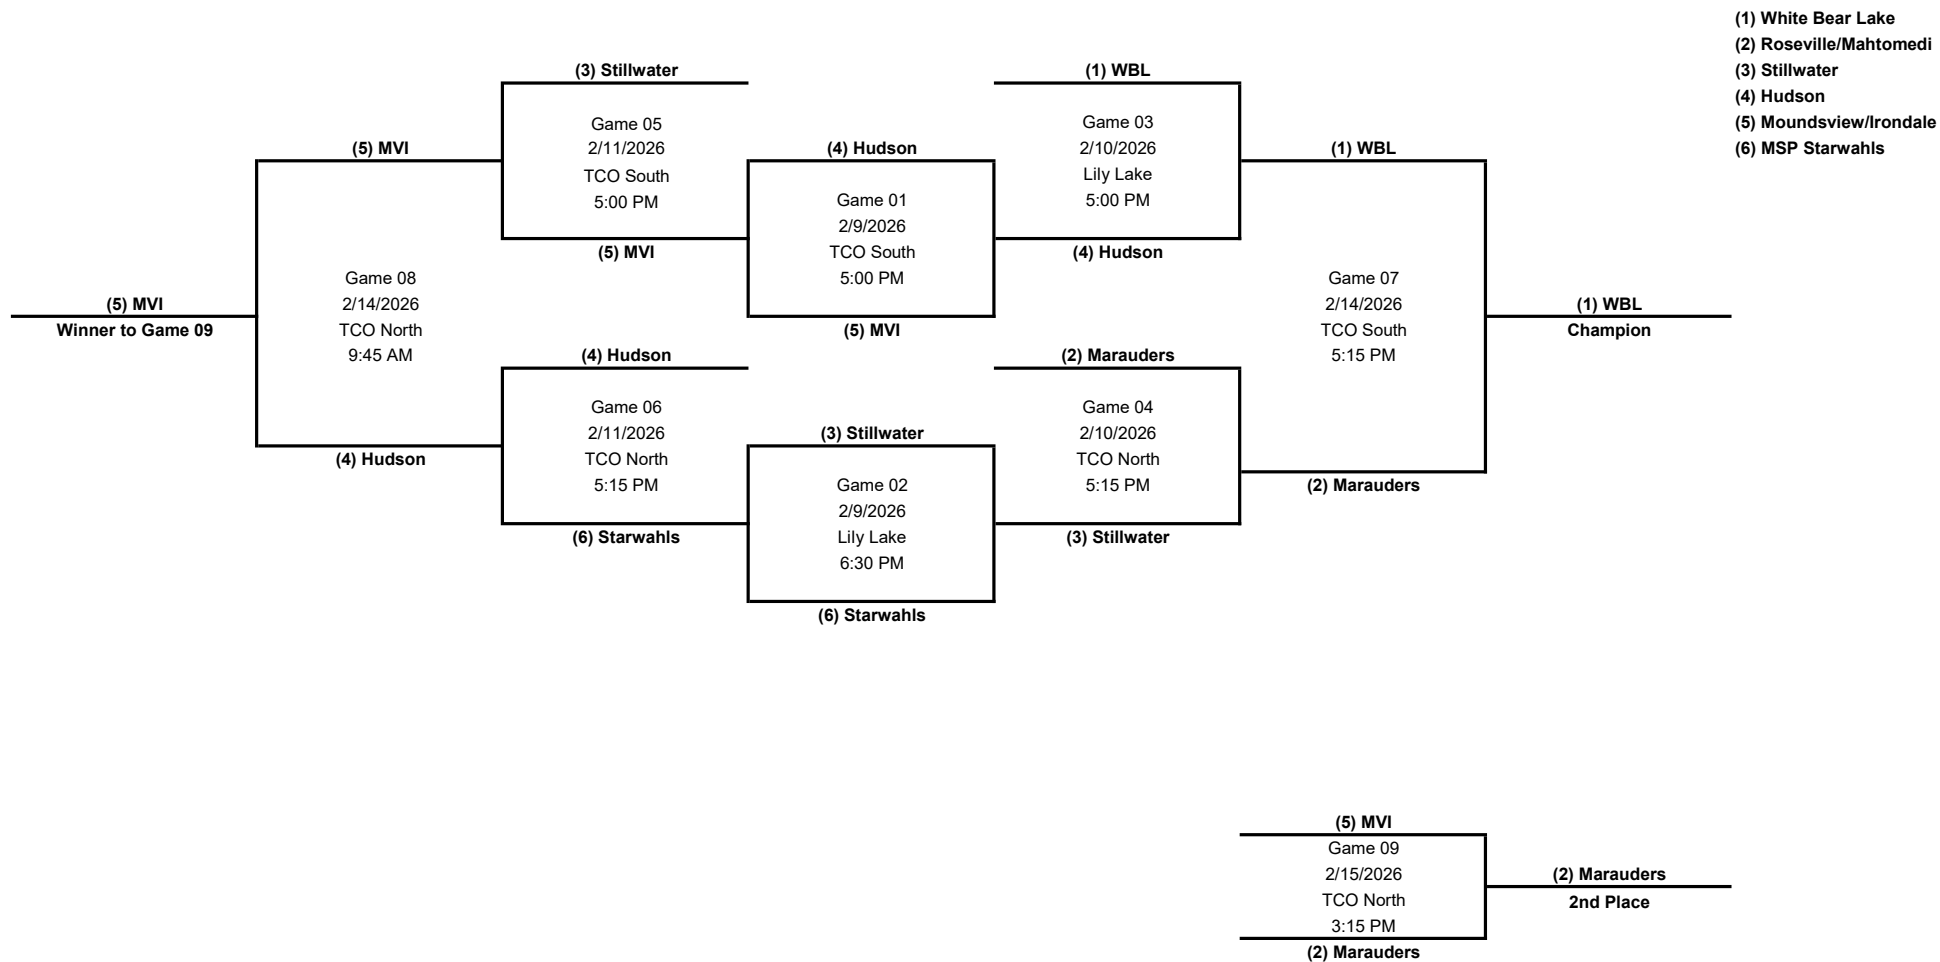 (1) White Bear Lake
(2) Roseville/Mahtomedi
(3) Stillwater
(4) Hudson
(5) Moundsview/Irondale
(6) MSP Starwahls
(3) Stillwater
Game 05
2/11/2026
TCO South
5:00 PM
(5) MVI
(1) WBL
Game 03
2/10/2026
Lily Lake
5:00 PM
(4) Hudson
(5) MVI
(4) Hudson
Game 01
2/9/2026
TCO South
5:00 PM
(5) MVI
(1) WBL
Game 08
2/14/2026
TCO North
9:45 AM
(5) MVI
Winner to Game 09
Game 07
2/14/2026
TCO South
5:15 PM
(1) WBL
Champion
(4) Hudson
Game 06
2/11/2026
TCO North
5:15 PM
(6) Starwahls
(2) Marauders
Game 04
2/10/2026
TCO North
5:15 PM
(3) Stillwater
(4) Hudson
(3) Stillwater
Game 02
2/9/2026
Lily Lake
6:30 PM
(6) Starwahls
(2) Marauders
(5) MVI
Game 09
2/15/2026
TCO North
3:15 PM
(2) Marauders
(2) Marauders
2nd Place